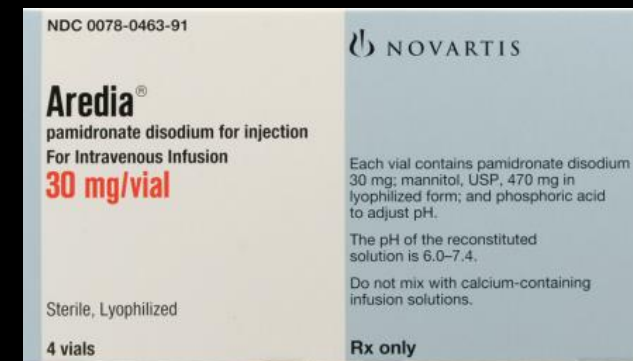 NDC 0078-0463-91
Aredia®
pamidronate disodium for injection
For Intravenous Infusion
30 mg/vial
Sterile, Lyophilized
4 vials
NOVARTIS
Each vial contains pamidronate disodium
30 mg; mannitol, USP, 470 mg in
lyophilized form; and phosphoric acid
to adjust pH.
The pH of the reconstituted
solution is 6.0–7.4.
Do not mix with calcium-containing
infusion solutions.
Rx only